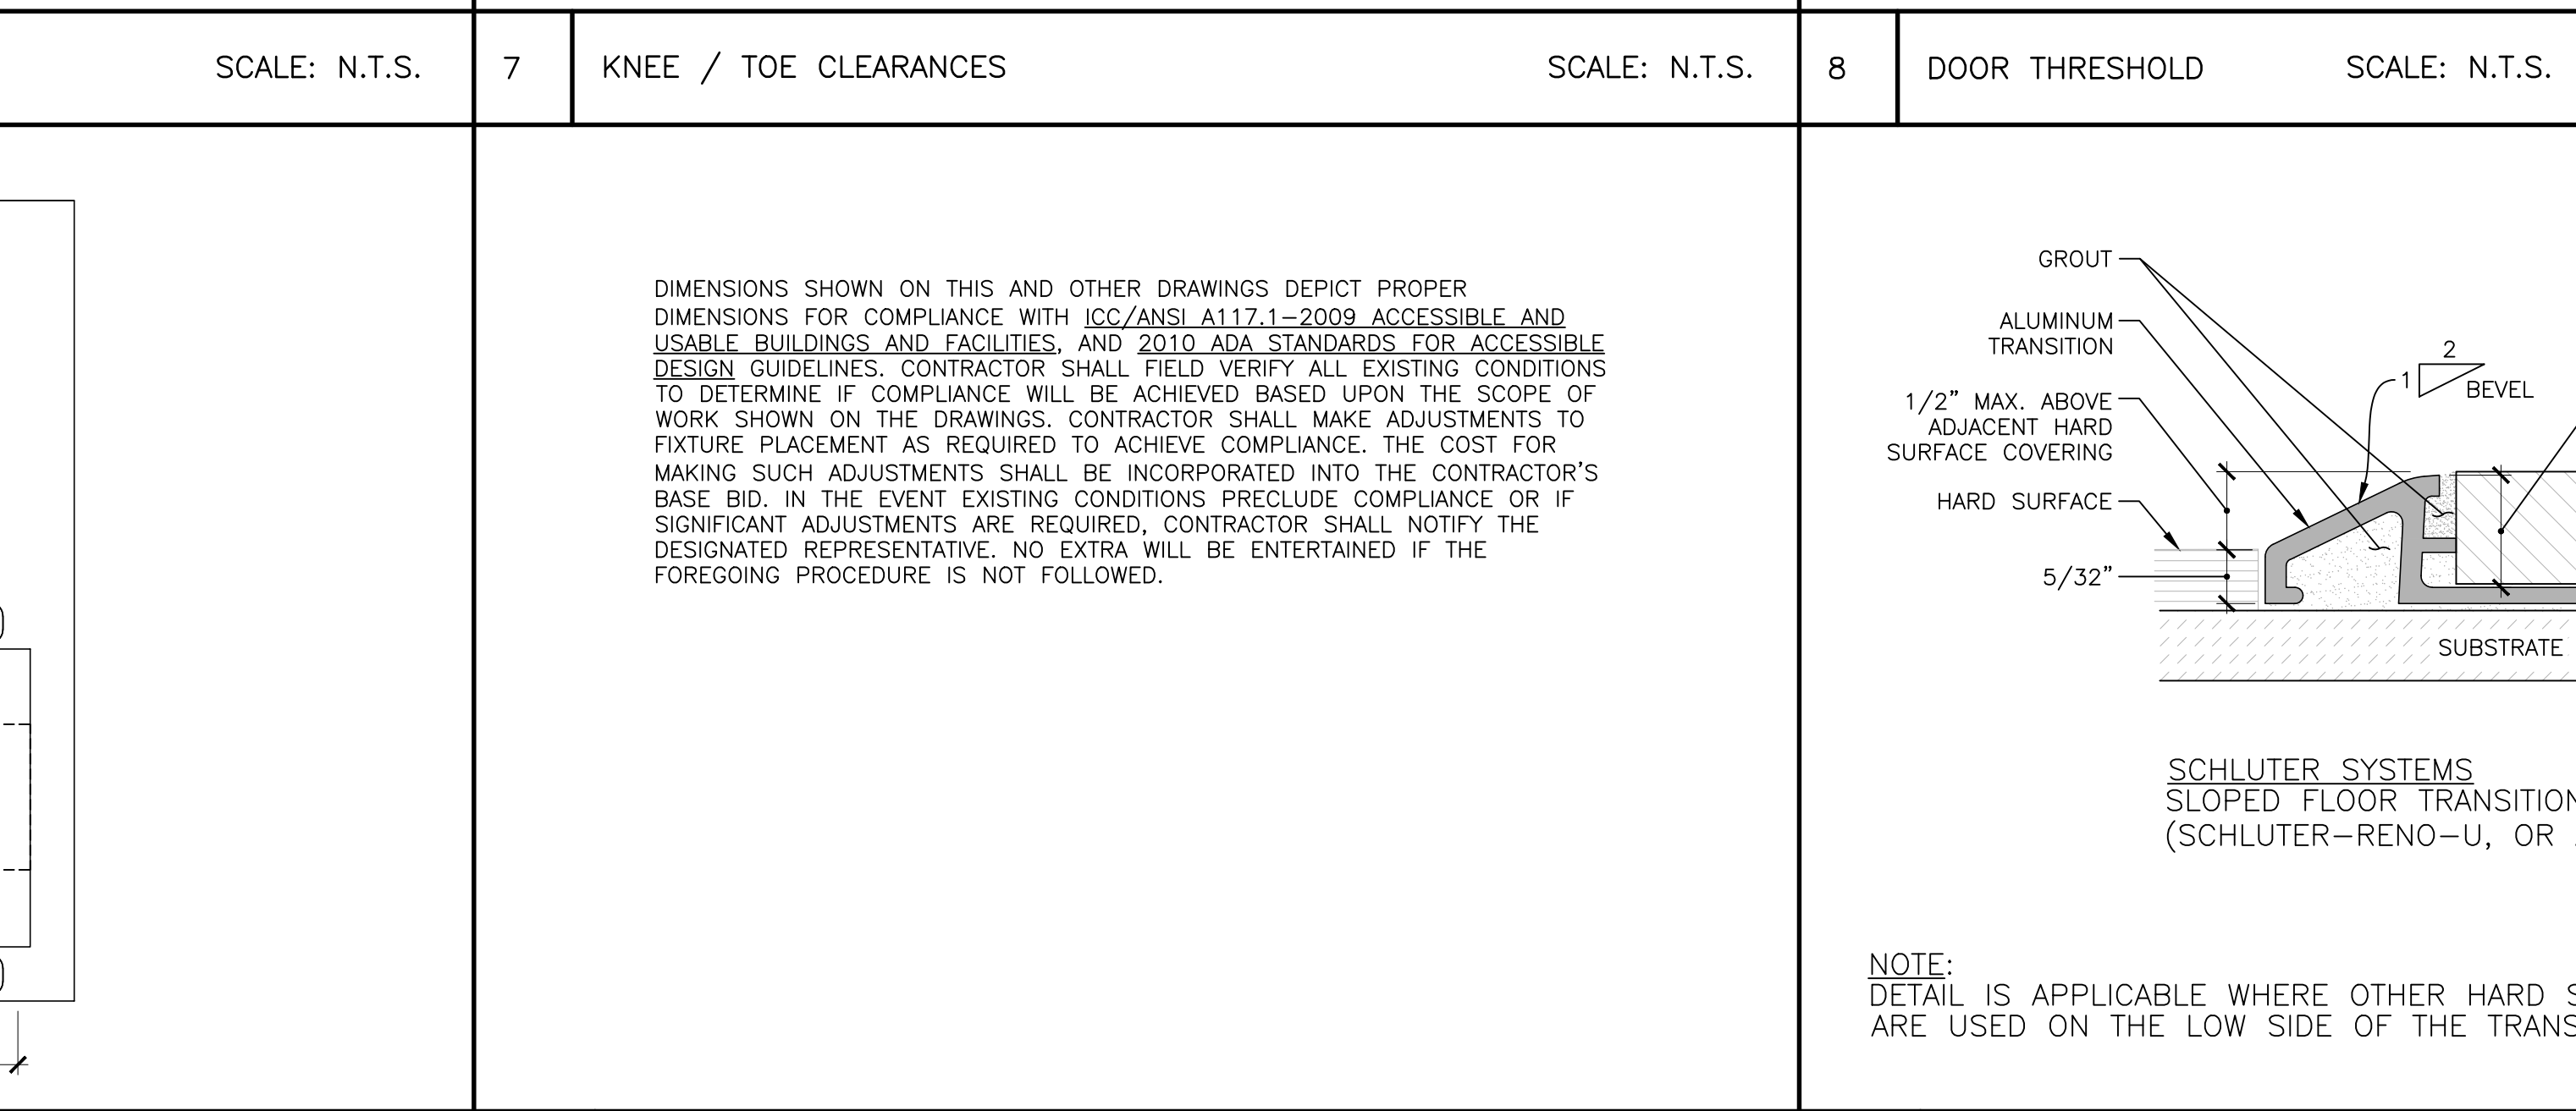 SCALE: N.T.S.
7 KNEE / TOE CLEARANCES SCALE: N.T.S.
8 DOOR THRESHOLD SCALE: N.T.S.
DIMENSIONS SHOWN ON THIS AND OTHER DRAWINGS DEPICT PROPER
DIMENSIONS FOR COMPLIANCE WITH ICC/ANSI A117.1-2009 ACCESSIBLE AND
USABLE BUILDINGS AND FACILITIES, AND 2010 ADA STANDARDS FOR ACCESSIBLE
DESIGN GUIDELINES. CONTRACTOR SHALL FIELD VERIFY ALL EXISTING CONDITIONS
TO DETERMINE IF COMPLIANCE WILL BE ACHIEVED BASED UPON THE SCOPE OF
WORK SHOWN ON THE DRAWINGS. CONTRACTOR SHALL MAKE ADJUSTMENTS TO
FIXTURE PLACEMENT AS REQUIRED TO ACHIEVE COMPLIANCE. THE COST FOR
MAKING SUCH ADJUSTMENTS SHALL BE INCORPORATED INTO THE CONTRACTOR'S
BASE BID. IN THE EVENT EXISTING CONDITIONS PRECLUDE COMPLIANCE OR IF
SIGNIFICANT ADJUSTMENTS ARE REQUIRED, CONTRACTOR SHALL NOTIFY THE
DESIGNATED REPRESENTATIVE. NO EXTRA WILL BE ENTERTAINED IF THE
FOREGOING PROCEDURE IS NOT FOLLOWED.
GROUT
ALUMINUM
TRANSITION
1/2" MAX. ABOVE
ADJACENT HARD
SURFACE COVERING
HARD SURFACE
5/32"
2
1
BEVEL
SUBSTRATE
SCHLUTER SYSTEMS
SLOPED FLOOR TRANSITION
(SCHLUTER-RENO-U, OR
NOTE:
DETAIL IS APPLICABLE WHERE OTHER HARD
ARE USED ON THE LOW SIDE OF THE